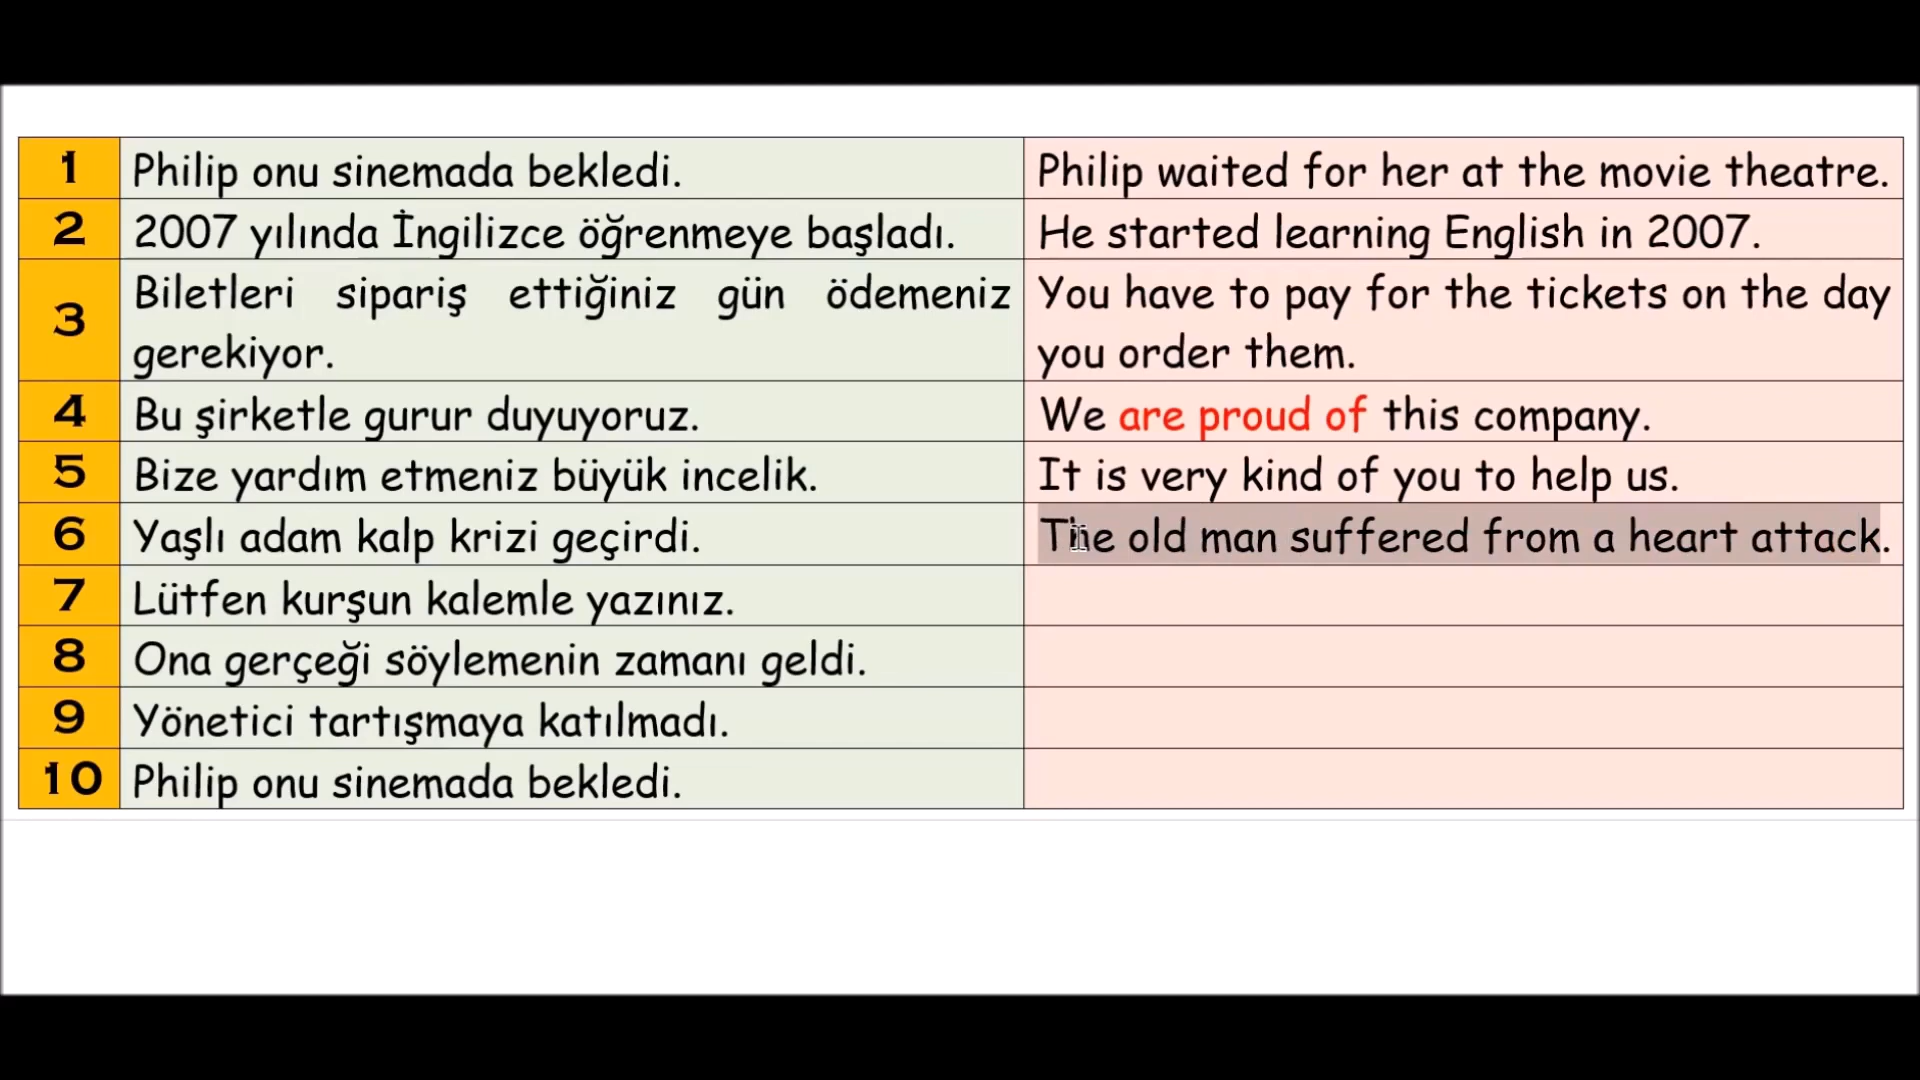 1 Philip onu sinemada bekledi. Philip waited for her at the movie theatre.
2 2007 yılında İngilizce öğrenmeye başladı. He started learning English in 2007.
3 Biletleri sipariş ettiğiniz gün ödemeniz
gerekiyor.
You have to pay for the tickets on the day
you order them.
4 Bu şirketle gurur duyuyoruz. We are proud of this company.
5 Bize yardım etmeniz büyük incelik. It is very kind of you to help us.
6 Yaşlı adam kalp krizi geçirdi. The old man suffered from a heart attack.
7 Lütfen kurşun kalemle yazınız.
8 Ona gerçeği söylemenin zamanı geldi.
9 Yönetici tartışmaya katılmadı.
10 Philip onu sinemada bekledi.